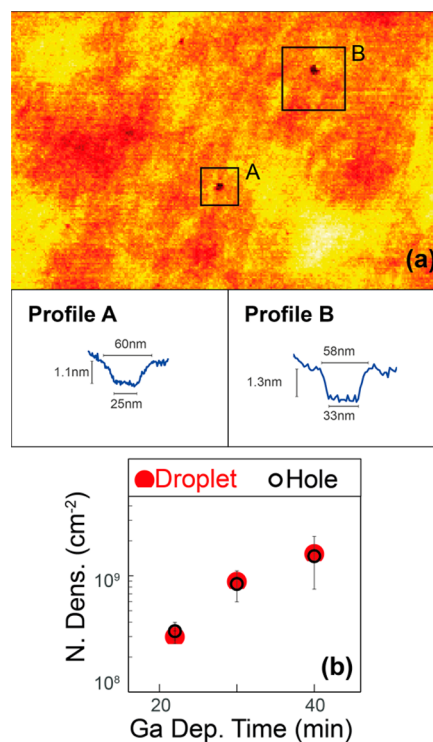 B
A
(a)
Profile A
60nm
1.1nm
25nm
Profile B
58nm
1.3nm
33nm
Droplet Hole
N. Dens. (cm⁻²)
10⁹
10⁸
(b)
20 40
Ga Dep. Time (min)